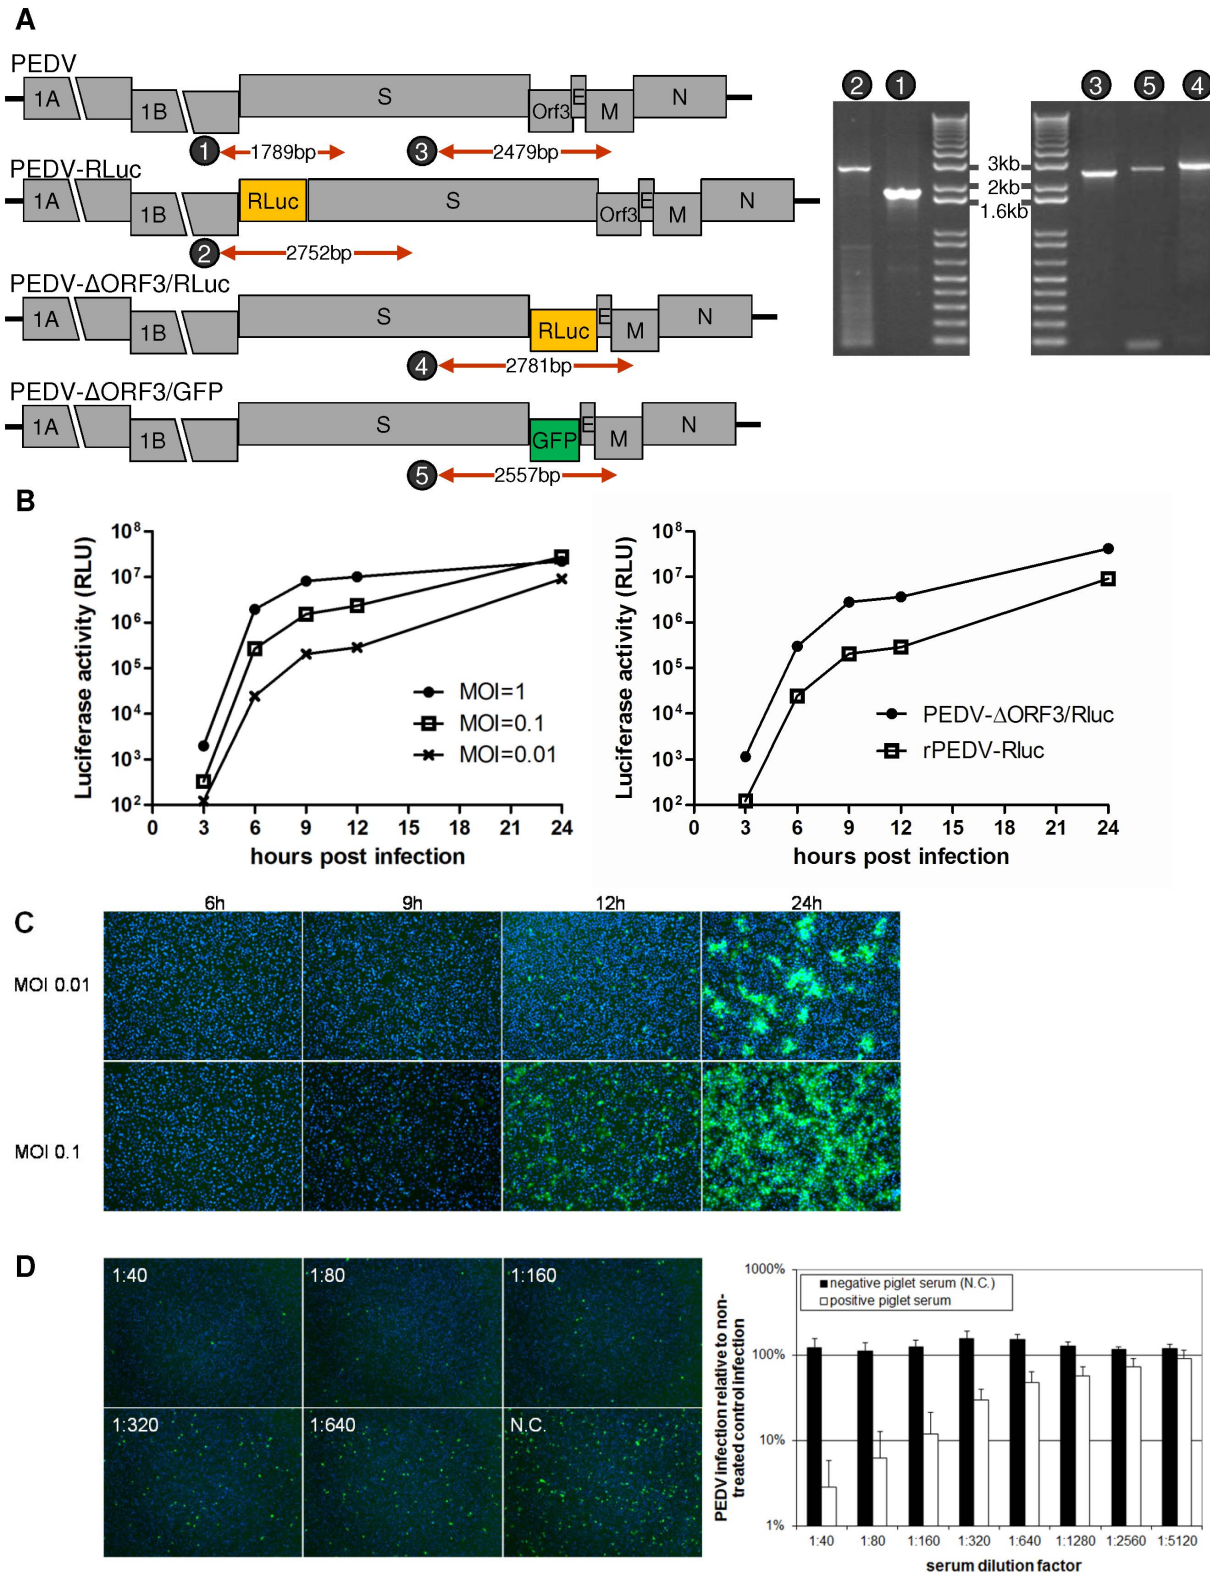 A
PEDV
1A
1B
S
Orf3
E
M
N
1 1789bp
3 2479bp
PEDV-RLuc
1A
1B
RLuc
S
Orf3
E
M
N
2 2752bp
PEDV-ΔORF3/RLuc
1A
1B
S
RLuc
E
M
N
4 2781bp
PEDV-ΔORF3/GFP
1A
1B
S
GFP
E
M
N
5 2557bp
2 1
3 5 4
3kb
2kb
1.6kb
B
Luciferase activity (RLU)
10^8
10^7
10^6
10^5
10^4
10^3
10^2
0 3 6 9 12 15 18 21 24
hours post infection
MOI=1
MOI=0.1
MOI=0.01
Luciferase activity (RLU)
10^8
10^7
10^6
10^5
10^4
10^3
10^2
0 3 6 9 12 15 18 21 24
hours post infection
PEDV-ΔORF3/Rluc
rPEDV-Rluc
C
6h 9h 12h 24h
MOI 0.01
MOI 0.1
D
1:40 1:80 1:160
1:320 1:640 N.C.
PEDV infection relative to non-
treated control infection
1000%
100%
10%
1%
negative piglet serum (N.C.)
positive piglet serum
1:40 1:80 1:160 1:320 1:640 1:1280 1:2560 1:5120
serum dilution factor